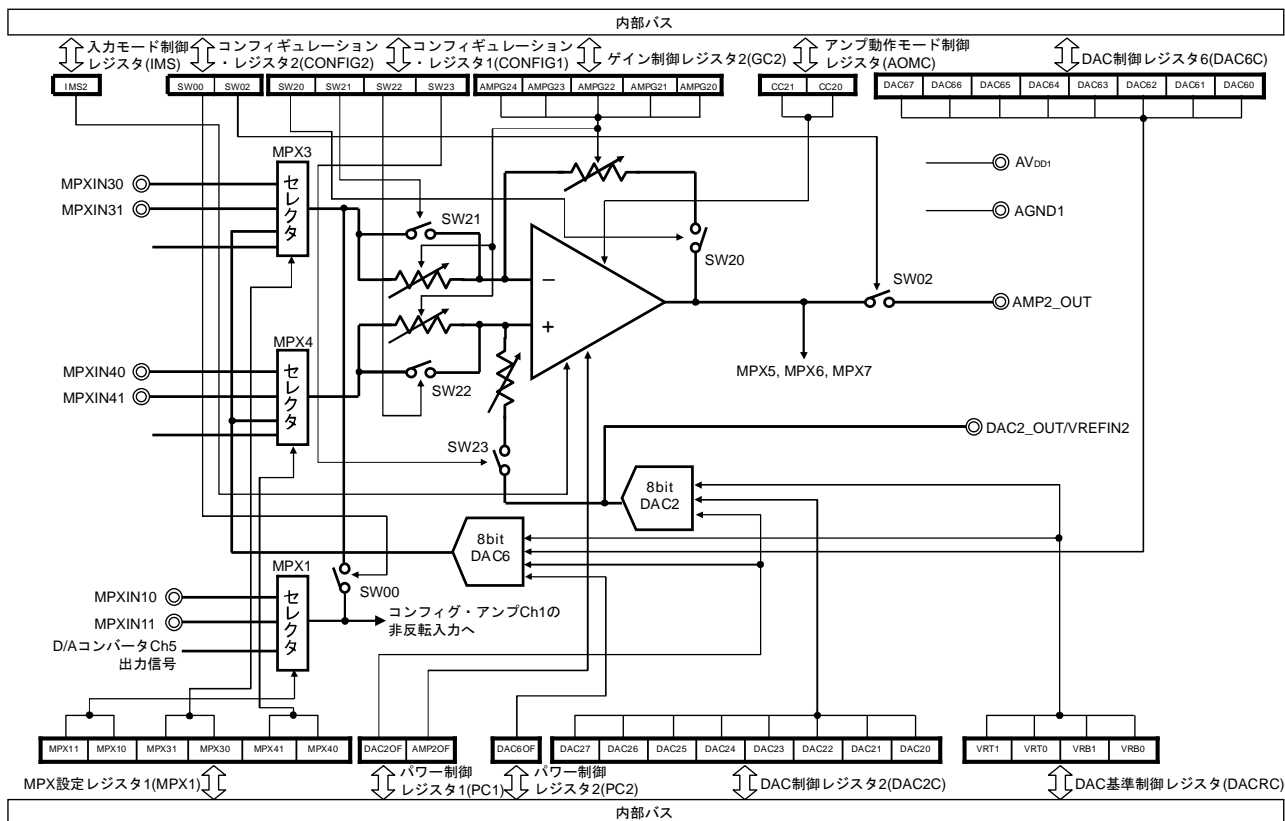 内部バス
入力モード制御
レジスタ(IMS)
コンフィギュレーション
・レジスタ2(CONFIG2)
コンフィギュレーション
・レジスタ1(CONFIG1)
ゲイン制御レジスタ2(GC2)
アンプ動作モード制御
レジスタ(AOMC)
DAC制御レジスタ6(DAC6C)
IMS2
SW00 SW02
SW20 SW21 SW22 SW23
AMPG24 AMPG23 AMPG22 AMPG21 AMPG20
CC21 CC20
DAC67 DAC66 DAC65 DAC64 DAC63 DAC62 DAC61 DAC60
MPX3
セレクタ
MPXIN30
MPXIN31
SW21
SW20
AVDD1
AGND1
−
+
SW02
AMP2_OUT
MPX4
セレクタ
MPXIN40
MPXIN41
SW22
MPX5, MPX6, MPX7
SW23
DAC2_OUT/VREFIN2
8bit
DAC2
8bit
DAC6
MPX1
セレクタ
SW00
MPXIN10
MPXIN11
D/AコンバータCh5
出力信号
コンフィグ・アンプCh1の
非反転入力へ
MPX11 MPX10 MPX31 MPX30 MPX41 MPX40
DAC2OF AMP2OF
DAC6OF
DAC27 DAC26 DAC25 DAC24 DAC23 DAC22 DAC21 DAC20
VRT1 VRT0 VRB1 VRB0
MPX設定レジスタ1(MPX1)
パワー制御
レジスタ1(PC1)
パワー制御
レジスタ2(PC2)
DAC制御レジスタ2(DAC2C)
DAC基準制御レジスタ(DACRC)
内部バス